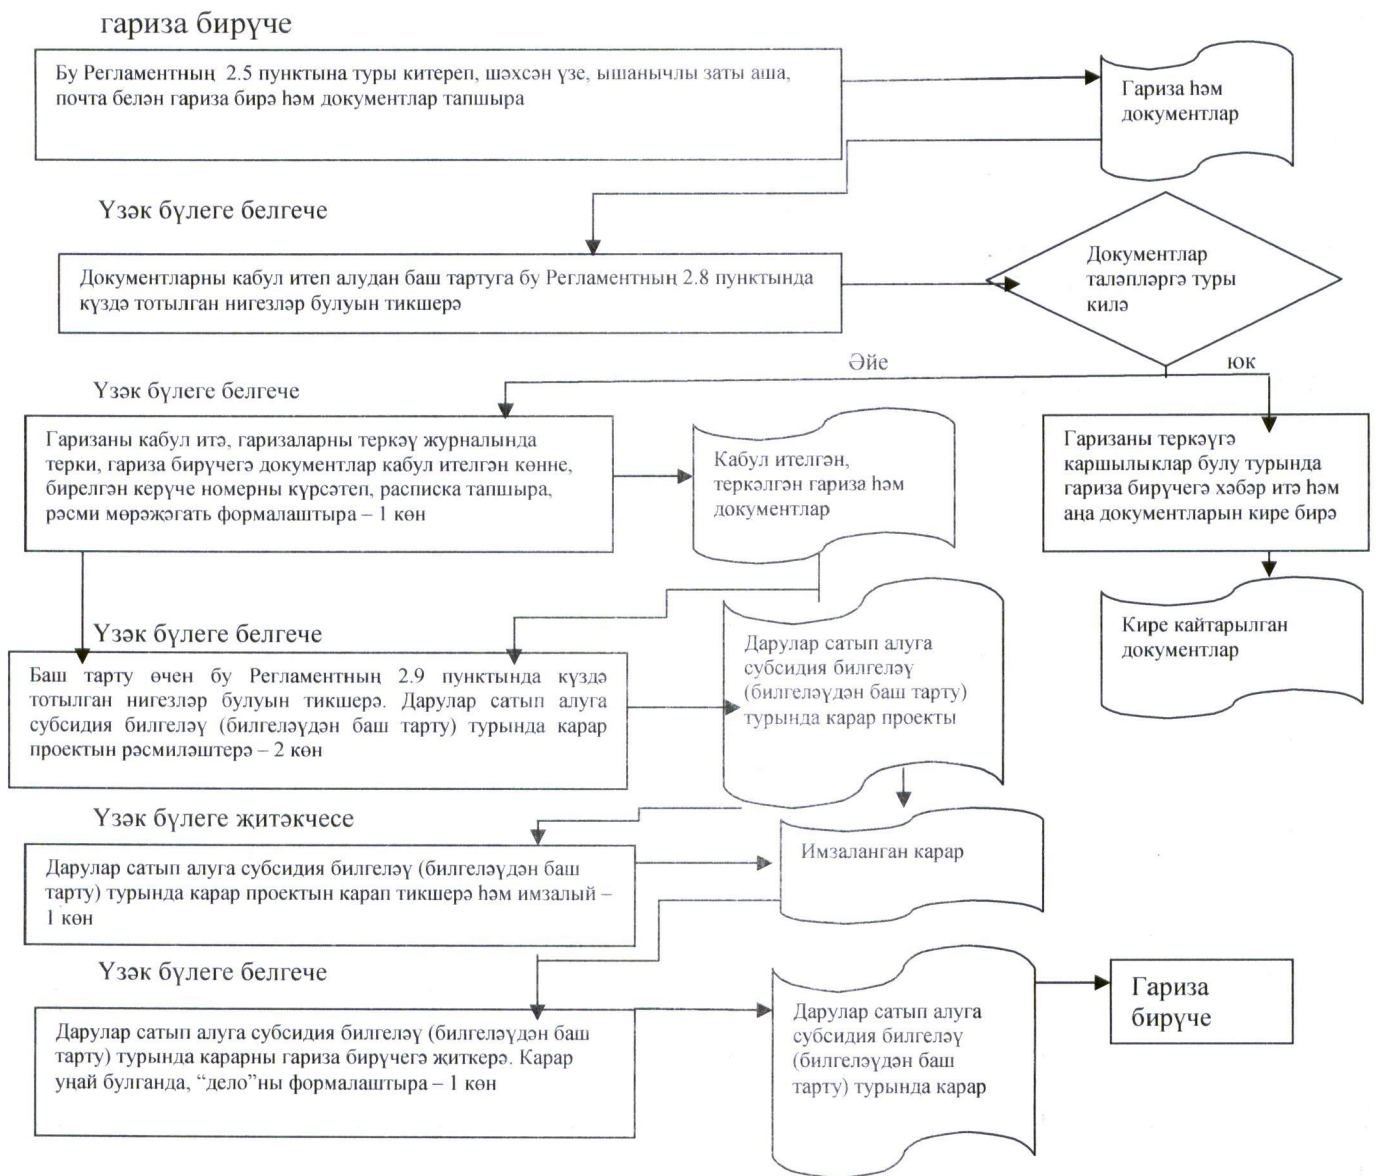 гариза бирүче
Бу Регламентның 2.5 пунктына туры китереп, шәхсән үзе, ышанычлы заты аша,
почта белән гариза бирә һәм документлар тапшыра
Гариза һәм
документлар
Үзәк бүлеге белгече
Документларны кабул итеп алудан баш тартуга бу Регламентның 2.8 пунктында
күздә тотылган нигезләр булуын тикшерә
Документлар
таләпләргә туры
килә
Әйе
юк
Үзәк бүлеге белгече
Гаризаны кабул итә, гаризаларны теркәү журналында
терки, гариза бирүчегә документлар кабул ителгән көнне,
бирелгән керүче номерны күрсәтеп, расписка тапшыра,
рәсми мөрәҗәгать формалаштыра – 1 көн
Кабул ителгән,
теркәлгән гариза һәм
документлар
Гаризаны теркәүгә
каршылыклар булу турында
гариза бирүчегә хәбәр итә һәм
аңа документларын кире бирә
Кире кайтарылган
документлар
Үзәк бүлеге белгече
Баш тарту өчен бу Регламентның 2.9 пунктында күздә
тотылган нигезләр булуын тикшерә. Дарулар сатып алуга
субсидия билгеләү (билгеләүдән баш тарту) турында карар
проектын рәсмиләштерә – 2 көн
Дарулар сатып алуга
субсидия билгеләү
(билгеләүдән баш тарту)
турында карар проекты
Үзәк бүлеге җитәкчесе
Дарулар сатып алуга субсидия билгеләү (билгеләүдән баш
тарту) турында карар проектын карап тикшерә һәм имзалый –
1 көн
Имзаланган карар
Үзәк бүлеге белгече
Дарулар сатып алуга субсидия билгеләү (билгеләүдән баш
тарту) турында карарны гариза бирүчегә җиткерә. Карар
уңай булганда, “дело”ны формалаштыра – 1 көн
Дарулар сатып алуга
субсидия билгеләү
(билгеләүдән баш
тарту) турында карар
Гариза
бирүче